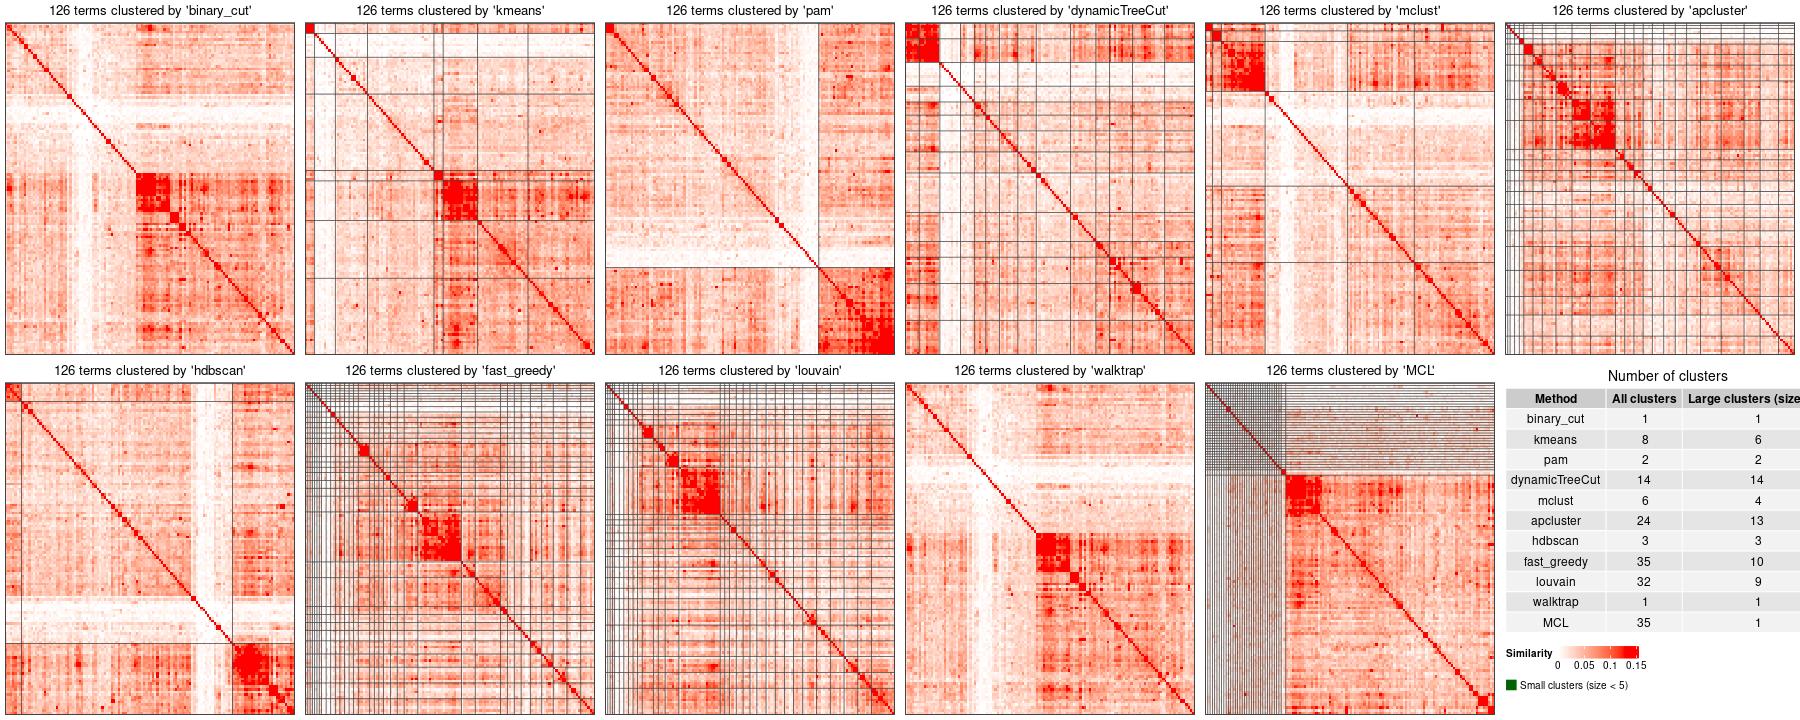 126 terms clustered by 'binary_cut'
126 terms clustered by 'kmeans'
126 terms clustered by 'pam'
126 terms clustered by 'dynamicTreeCut'
126 terms clustered by 'mclust'
126 terms clustered by 'apcluster'
126 terms clustered by 'hdbscan'
126 terms clustered by 'fast_greedy'
126 terms clustered by 'louvain'
126 terms clustered by 'walktrap'
126 terms clustered by 'MCL'
Number of clusters
Method All clusters Large clusters (size
binary_cut 1 1
kmeans 8 6
pam 2 2
dynamicTreeCut 14 14
mclust 6 4
apcluster 24 13
hdbscan 3 3
fast_greedy 35 10
louvain 32 9
walktrap 1 1
MCL 35 1
Similarity
0 0.05 0.1 0.15
Small clusters (size < 5)